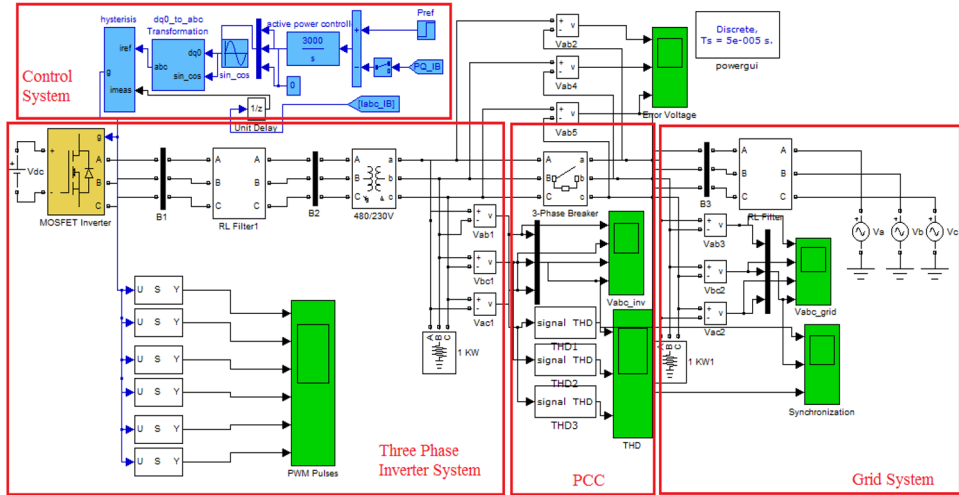 hysterisis
dq0_to_abc
Transformation
active power controll
Pref
iref
g
imeas
abc
dq0
sin_cos
sin_cos
3000
s
0
PQ_IB
[Iabc_IB]
1/z
Unit Delay
Control
System
Vab2
Vab4
Vab5
Error Voltage
Discrete,
Ts = 5e-005 s.
powergui
Vdc
g
A
B
C
MOSFET Inverter
B1
A A
B B
C C
RL Filter1
B2
A a
B b
C c
480/230V
A a
B b
C c
3-Phase Breaker
B3
A A
B B
C C
RL Filter
Va
Vb
Vc
Vab1
Vbc1
Vac1
A B C
1 KW
Vabc_inv
signal THD
THD1
signal THD
THD2
signal THD
THD3
THD
Vab3
Vbc2
Vac2
Vabc_grid
A B C
1 KW1
Synchronization
U S Y
U S Y
U S Y
U S Y
U S Y
U S Y
PWM Pulses
Three Phase
Inverter System
PCC
Grid System